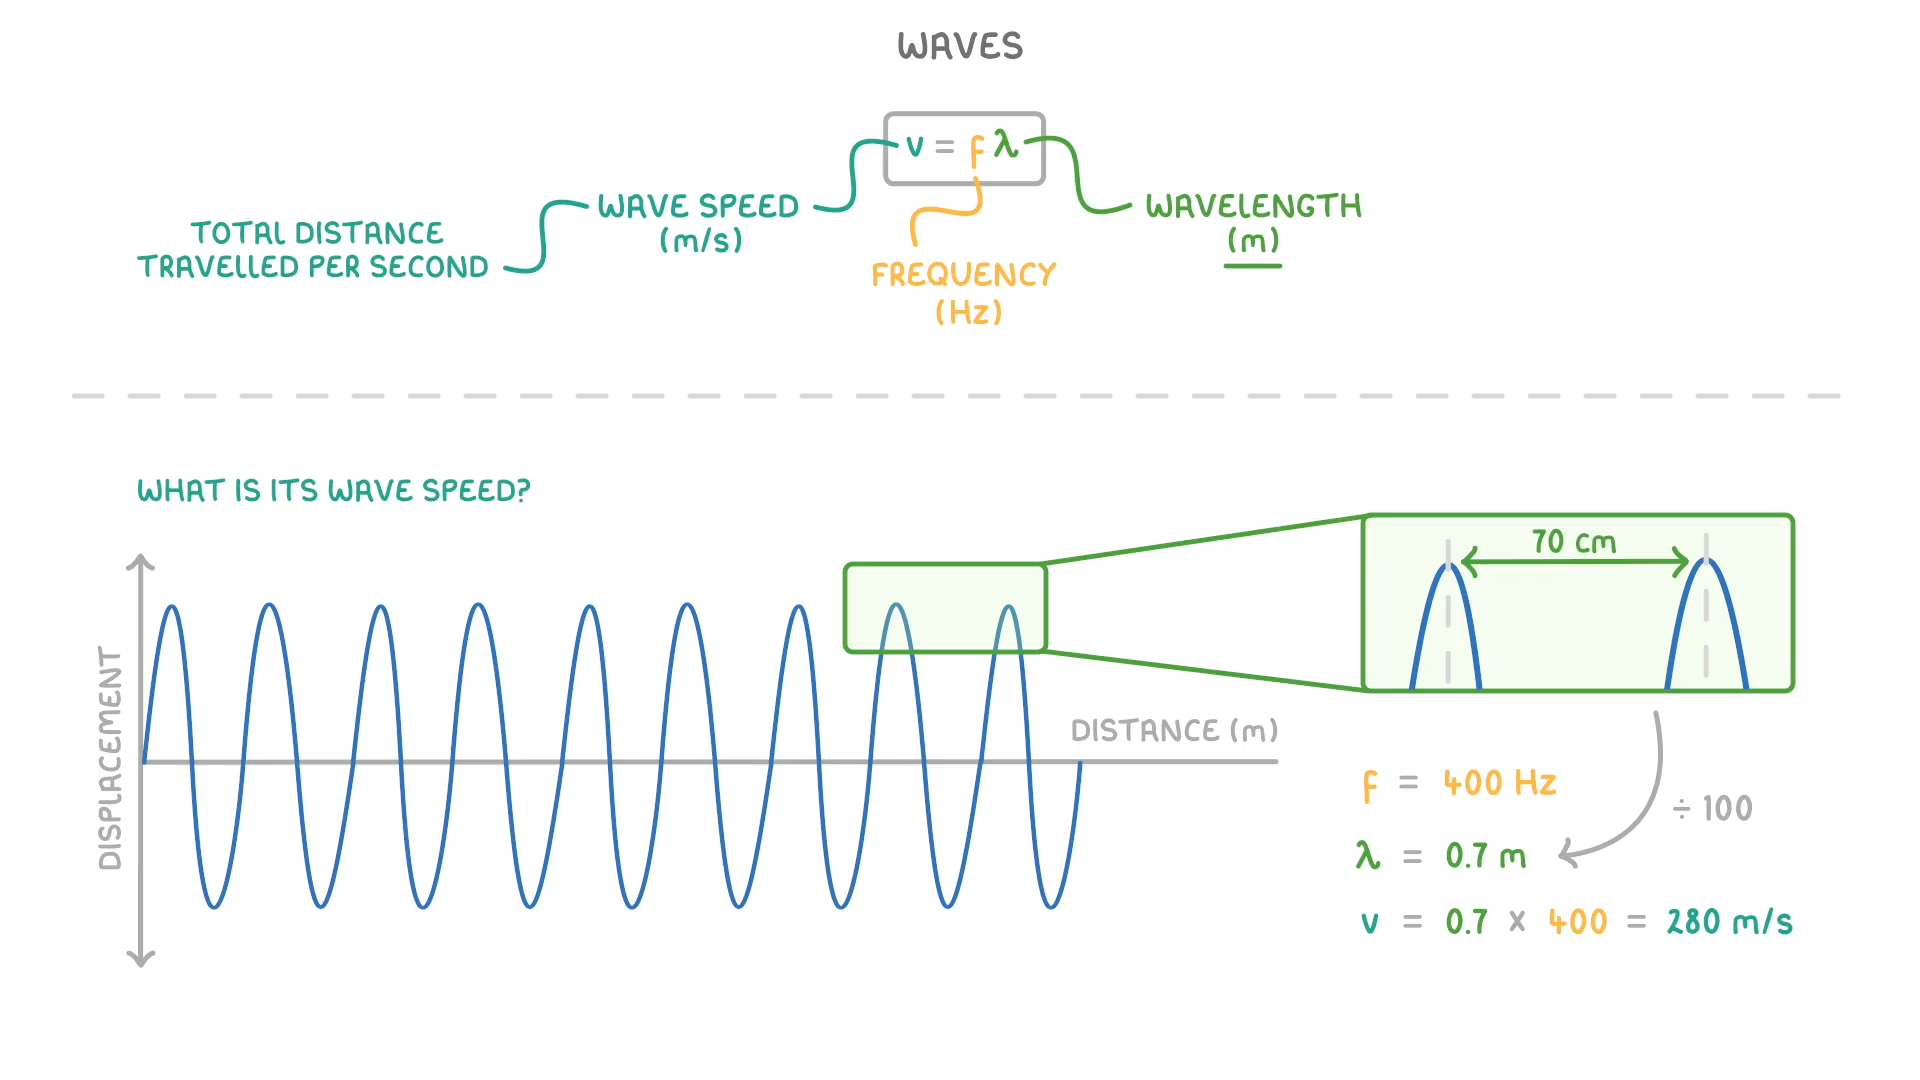 WAVES
v = f λ
WAVE SPEED
(m/s)
WAVELENGTH
(m)
TOTAL DISTANCE
TRAVELLED PER SECOND
FREQUENCY
(Hz)
WHAT IS ITS WAVE SPEED?
70 cm
DISPLACEMENT
DISTANCE (m)
f = 400 Hz
÷ 100
λ = 0.7 m
v = 0.7 x 400 = 280 m/s